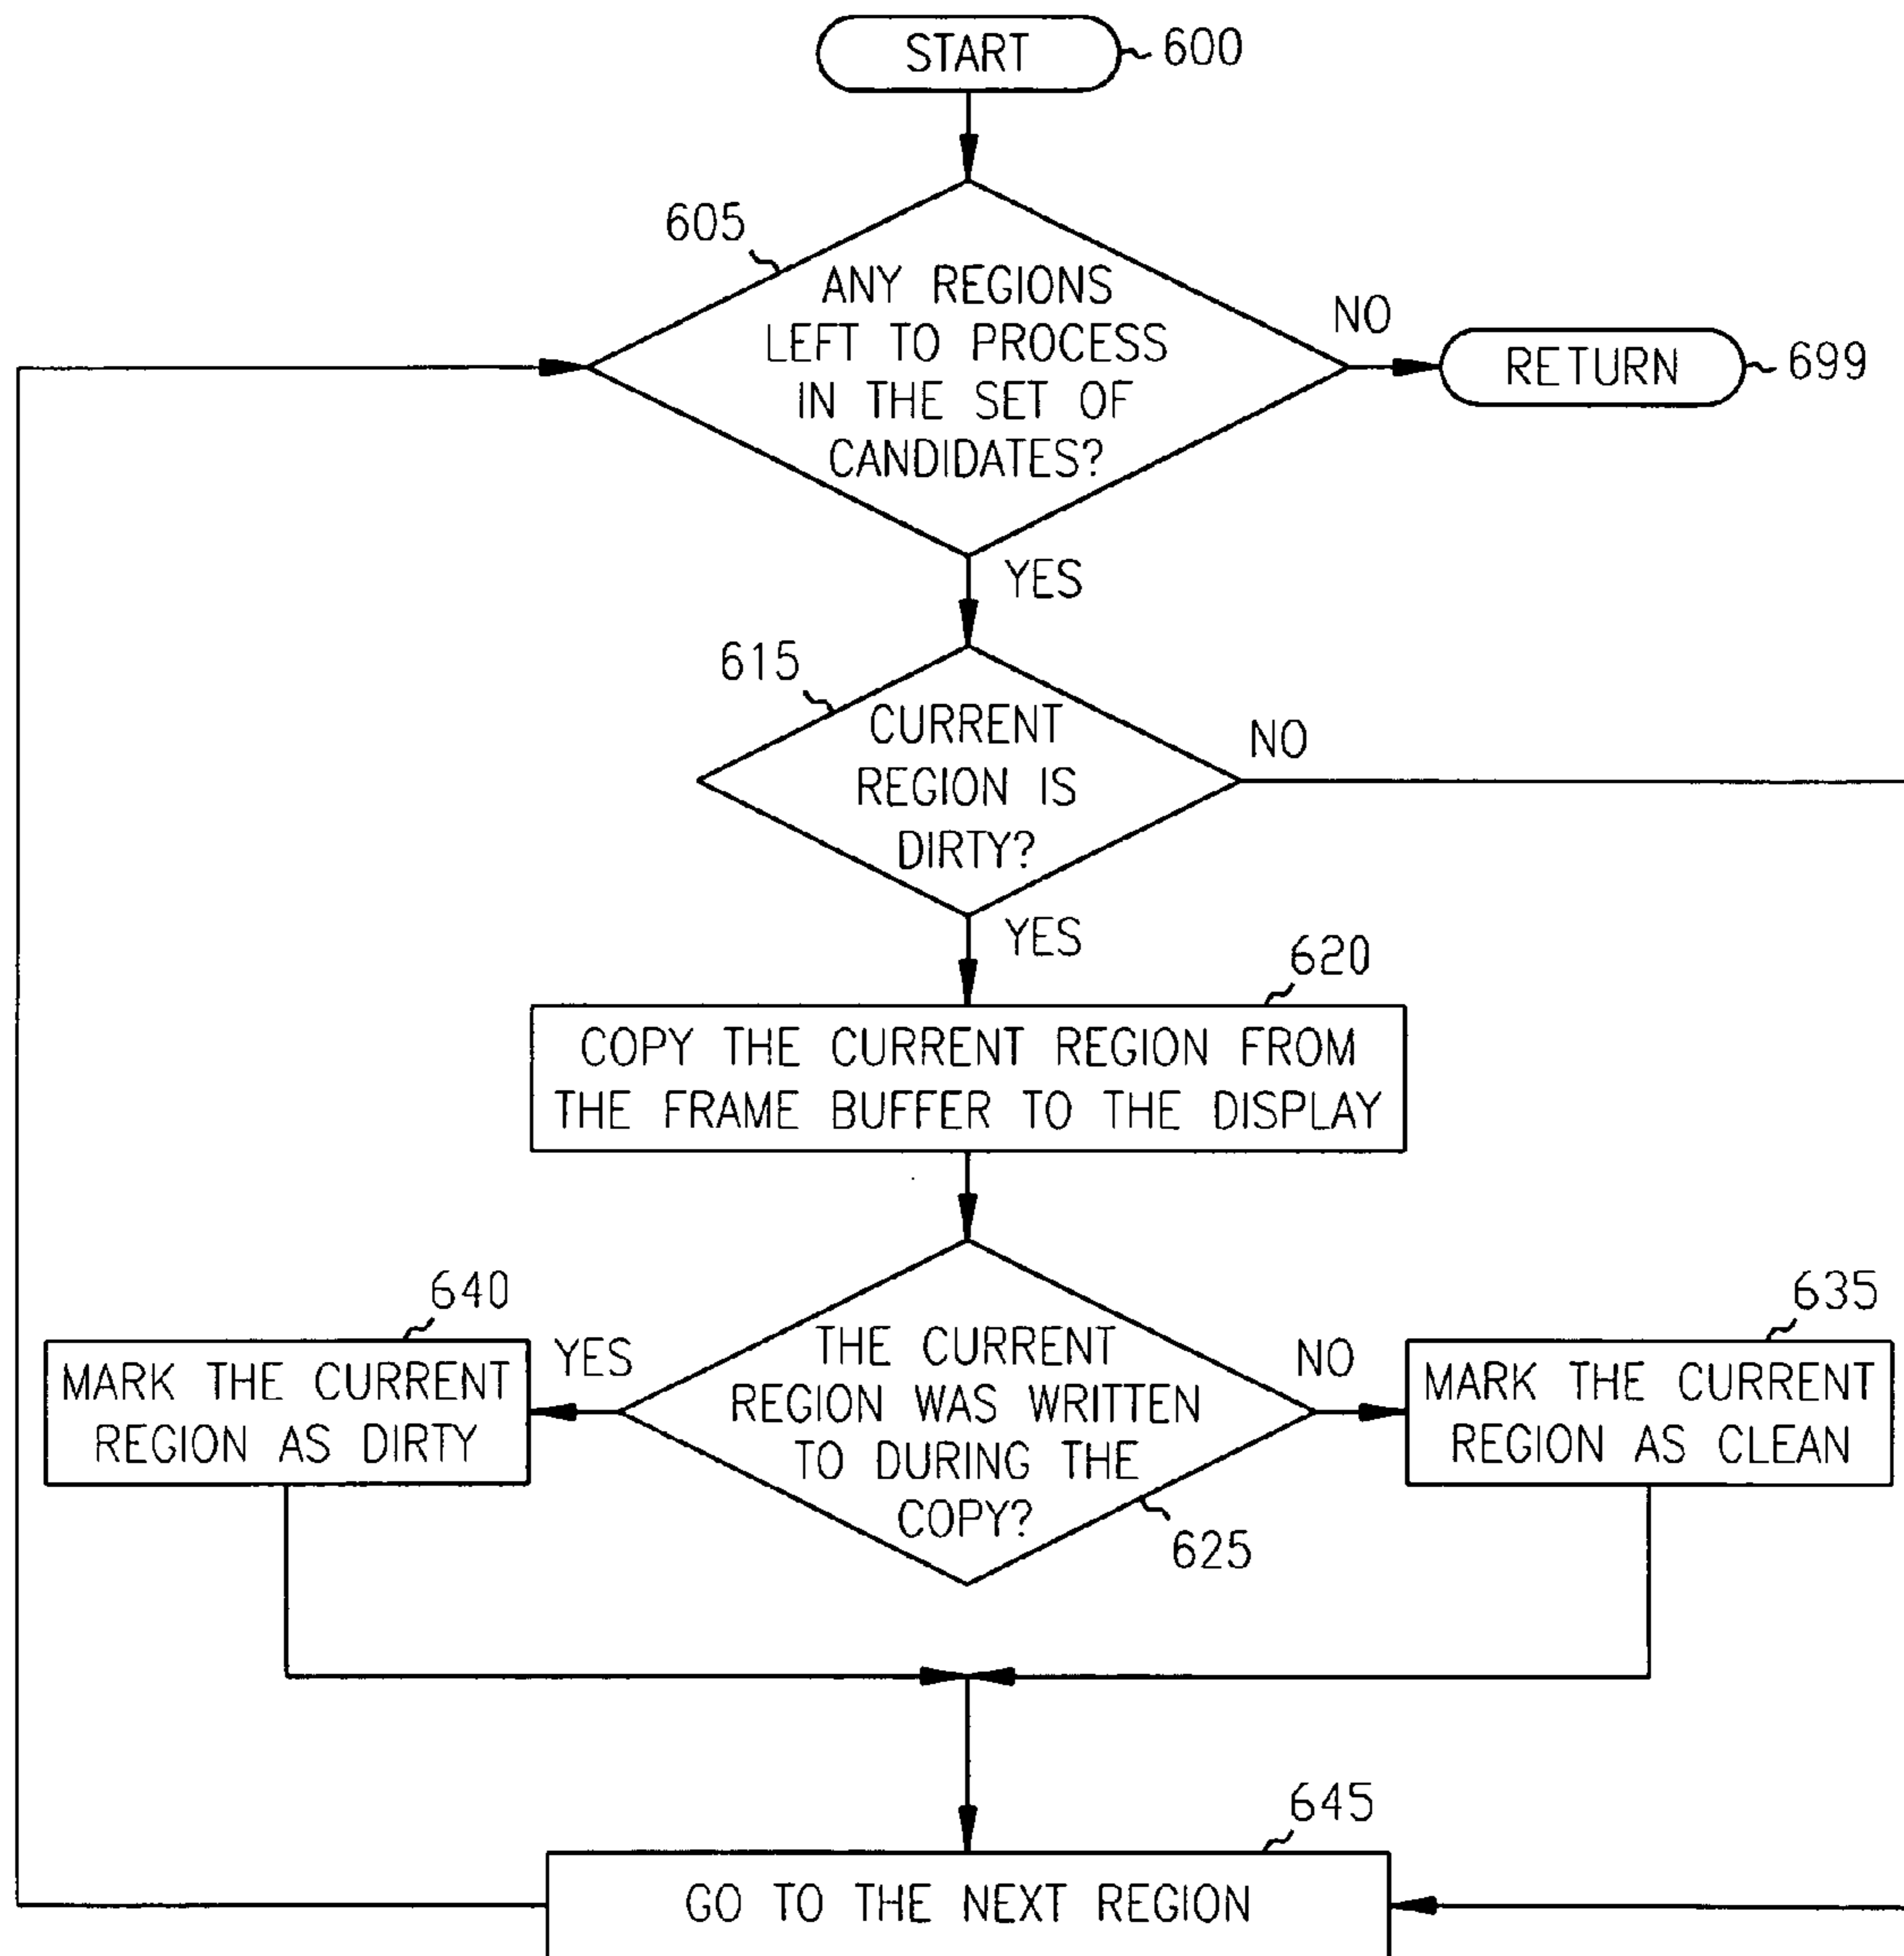 START
600
605
ANY REGIONS
LEFT TO PROCESS
IN THE SET OF
CANDIDATES?
NO
RETURN
699
YES
615
CURRENT
REGION IS
DIRTY?
NO
YES
620
COPY THE CURRENT REGION FROM
THE FRAME BUFFER TO THE DISPLAY
640
MARK THE CURRENT
REGION AS DIRTY
YES
THE CURRENT
REGION WAS WRITTEN
TO DURING THE
COPY?
625
NO
635
MARK THE CURRENT
REGION AS CLEAN
645
GO TO THE NEXT REGION